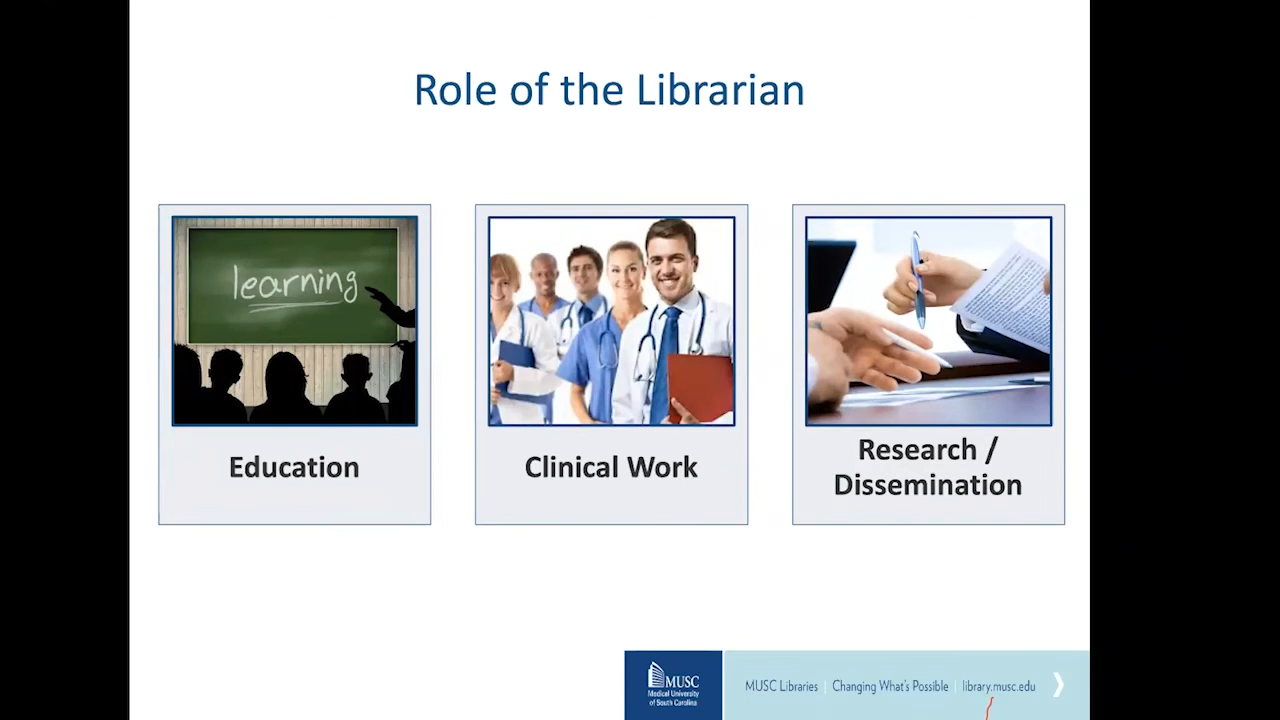 Role of the Librarian
learning
Education
Clinical Work
Research /
Dissemination
MUSC
Medical University
of South Carolina
MUSC Libraries | Changing What's Possible | library.musc.edu